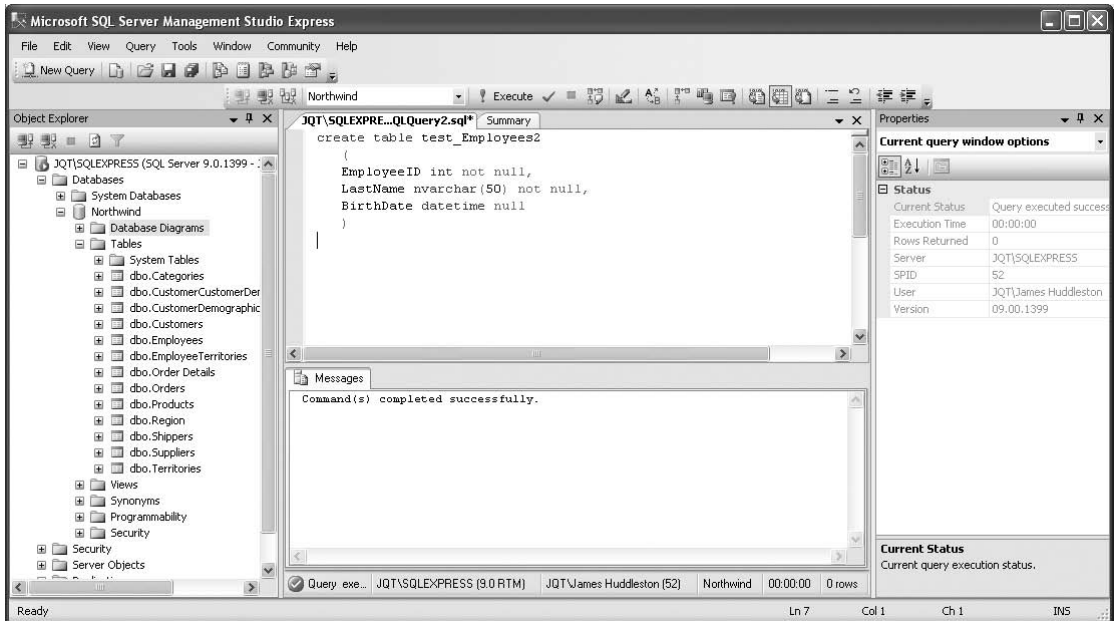 Microsoft SQL Server Management Studio Express
File Edit View Query Tools Window Community Help
New Query
Northwind Execute
Object Explorer
JQT\SQLEXPRESS (SQL Server 9.0.1399 -
Databases
System Databases
Northwind
Database Diagrams
Tables
System Tables
dbo.Categories
dbo.CustomerCustomerDer
dbo.CustomerDemographic
dbo.Customers
dbo.Employees
dbo.EmployeeTerritories
dbo.Order Details
dbo.Orders
dbo.Products
dbo.Region
dbo.Shippers
dbo.Suppliers
dbo.Territories
Views
Synonyms
Programmability
Security
Security
Server Objects
JQT\SQLEXPRE...QLQuery2.sql* Summary
create table test_Employees2
(
EmployeeID int not null,
LastName nvarchar(50) not null,
BirthDate datetime null
)
Messages
Command(s) completed successfully.
Query exe... JQT\SQLEXPRESS (9.0 RTM) JQT\James Huddleston (52) Northwind 00:00:00 0 rows
Properties
Current query window options
Status
Current Status Query executed success
Execution Time 00:00:00
Rows Returned 0
Server JQT\SQLEXPRESS
SPID 52
User JQT\James Huddleston
Version 09.00.1399
Current Status
Current query execution status.
Ready Ln 7 Col 1 Ch 1 INS